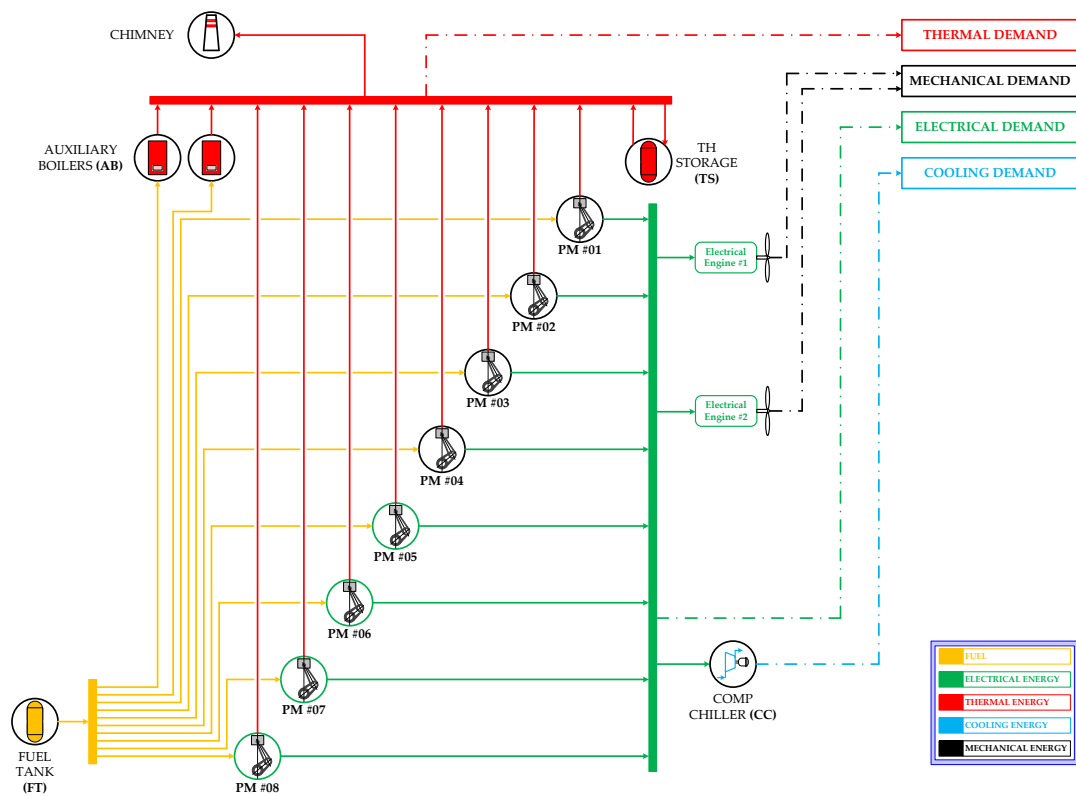 CHIMNEY
THERMAL DEMAND
MECHANICAL DEMAND
ELECTRICAL DEMAND
COOLING DEMAND
AUXILIARY
BOILERS (AB)
TH
STORAGE
(TS)
PM #01
Electrical
Engine #1
PM #02
PM #03
Electrical
Engine #2
PM #04
PM #05
PM #06
PM #07
COMP
CHILLER (CC)
FUEL
TANK
(FT)
PM #08
FUEL
ELECTRICAL ENERGY
THERMAL ENERGY
COOLING ENERGY
MECHANICAL ENERGY